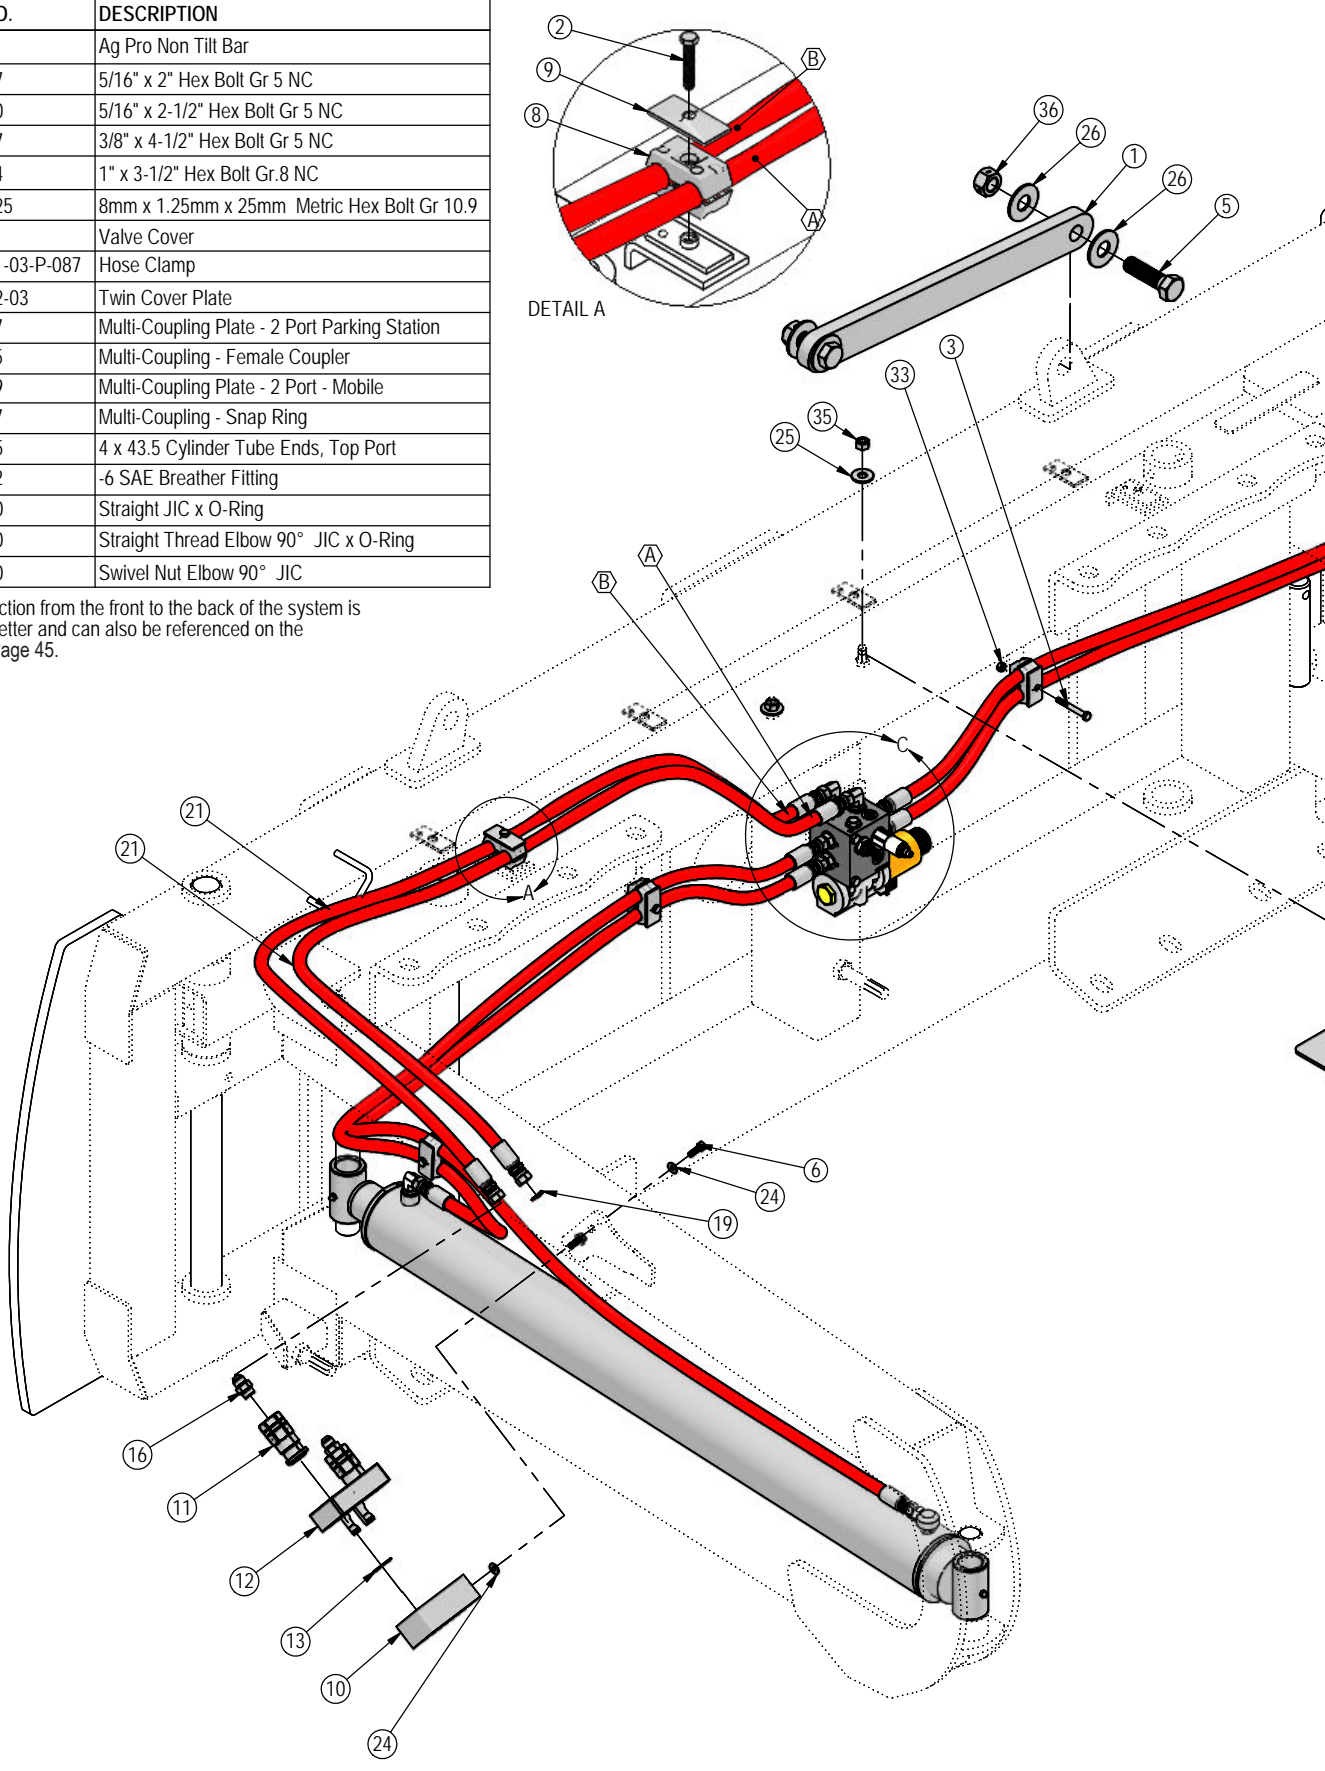 O. DESCRIPTION
Ag Pro Non Tilt Bar
7 5/16" x 2" Hex Bolt Gr 5 NC
0 5/16" x 2-1/2" Hex Bolt Gr 5 NC
7 3/8" x 4-1/2" Hex Bolt Gr 5 NC
4 1" x 3-1/2" Hex Bolt Gr.8 NC
25 8mm x 1.25mm x 25mm Metric Hex Bolt Gr 10.9
Valve Cover
-03-P-087 Hose Clamp
2-03 Twin Cover Plate
7 Multi-Coupling Plate - 2 Port Parking Station
5 Multi-Coupling - Female Coupler
9 Multi-Coupling Plate - 2 Port - Mobile
7 Multi-Coupling - Snap Ring
5 4 x 43.5 Cylinder Tube Ends, Top Port
2 -6 SAE Breather Fitting
0 Straight JIC x O-Ring
0 Straight Thread Elbow 90° JIC x O-Ring
0 Swivel Nut Elbow 90° JIC
ction from the front to the back of the system is
etter and can also be referenced on the
age 45.
2
9
8
B
A
DETAIL A
36
26
1
26
5
3
33
35
25
A
B
C
21
21
A
6
24
19
16
11
12
13
10
24